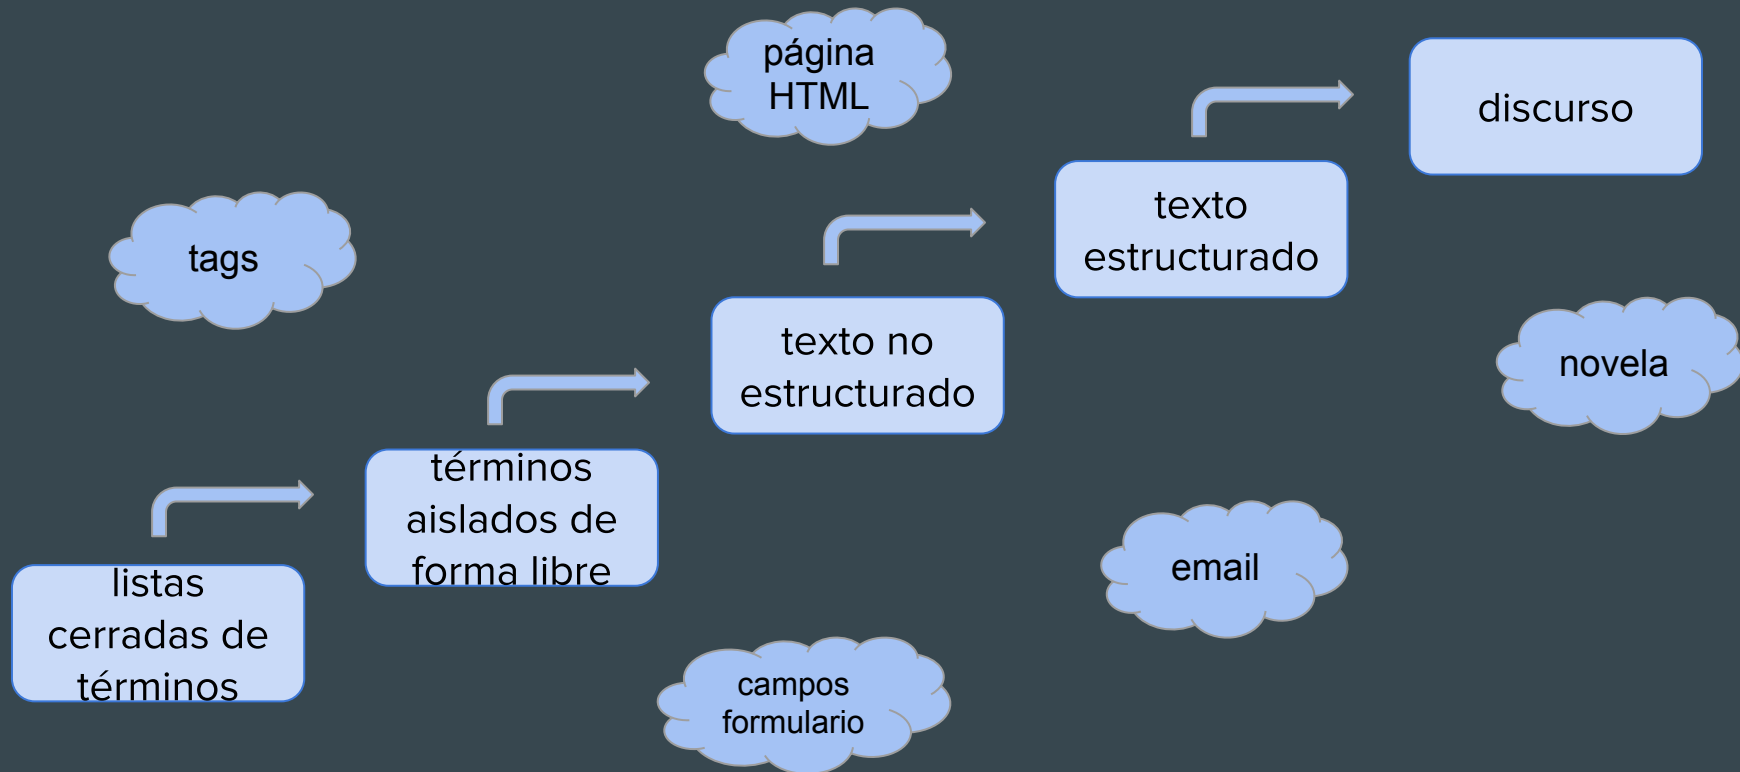 página
HTML
discurso
texto
estructurado
tags
texto no
estructurado
novela
términos
aislados de
forma libre
email
listas
cerradas de
términos
campos
formulario